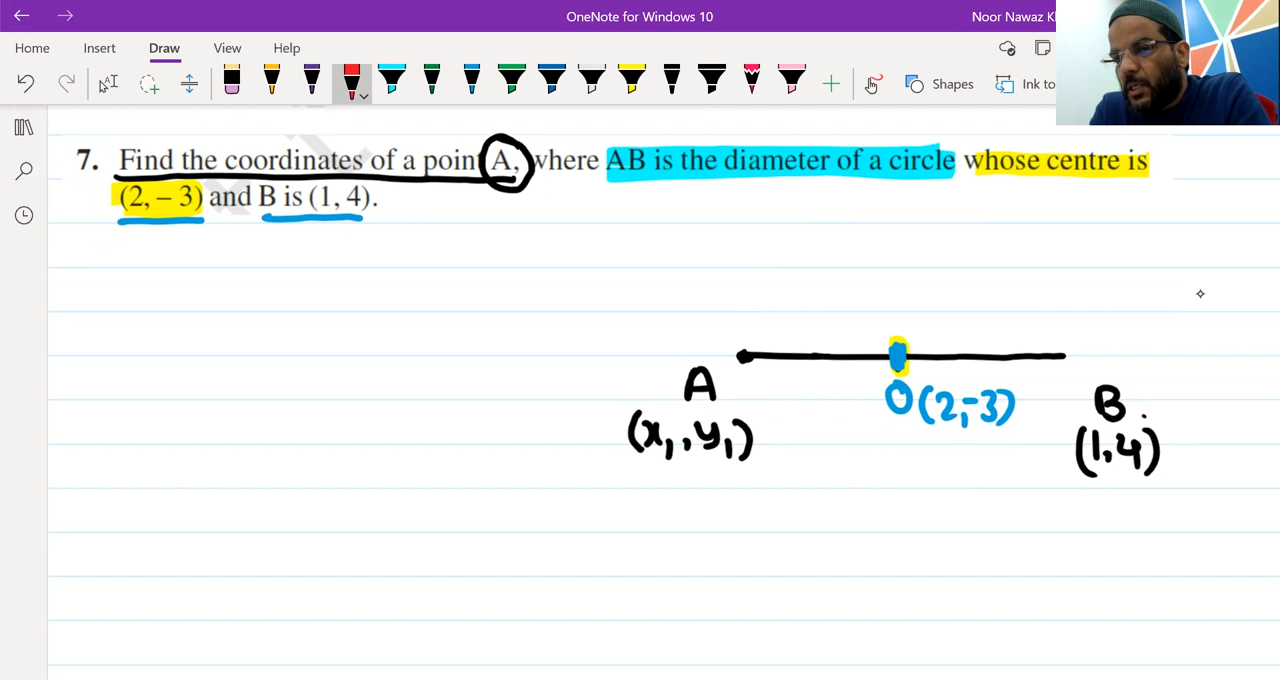 OneNote for Windows 10
Noor Nawaz
Home Insert Draw View Help
Shapes Ink to
7. Find the coordinates of a point A, where AB is the diameter of a circle whose centre is
(2, – 3) and B is (1, 4).
A O(2,-3) B
(x₁, y₁) (1,4)